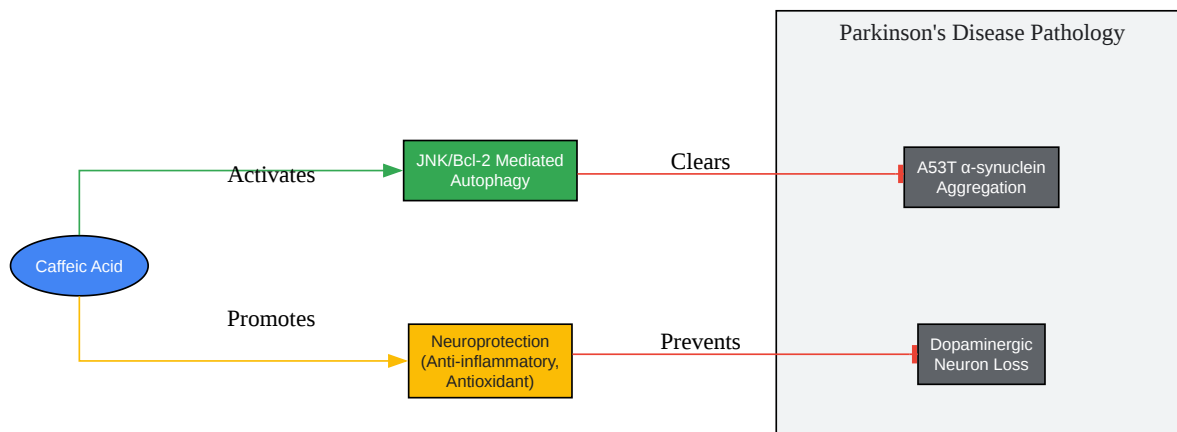 Parkinson's Disease Pathology
JNK/Bcl-2 Mediated
Autophagy
Clears
A53T α-synuclein
Aggregation
Activates
Caffeic Acid
Promotes
Neuroprotection
(Anti-inflammatory,
Antioxidant)
Prevents
Dopaminergic
Neuron Loss